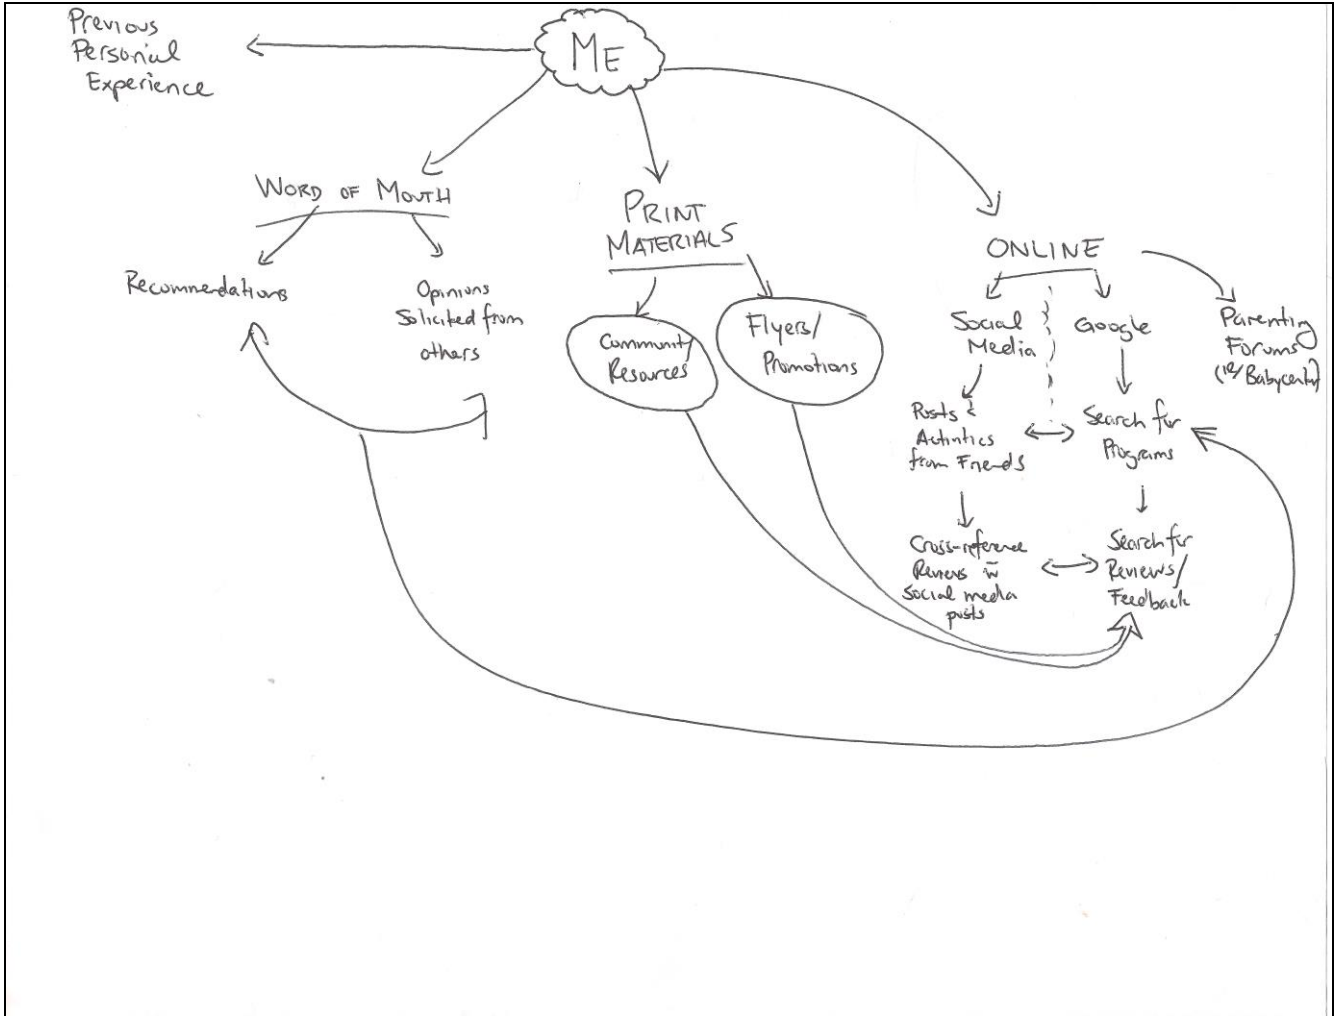 Previous
Personal
Experience
ME
WORD OF MOUTH
Recommendations
Opinions
Solicited from
others
PRINT
MATERIALS
Community
Resources
Flyers/
Promotions
ONLINE
Social
Media
Posts &
Activities
from Friends
Cross-reference
Reviews w
Social media
posts
Google
Search for
Programs
Search for
Reviews/
Feedback
Parenting
Forums
Babycenter)